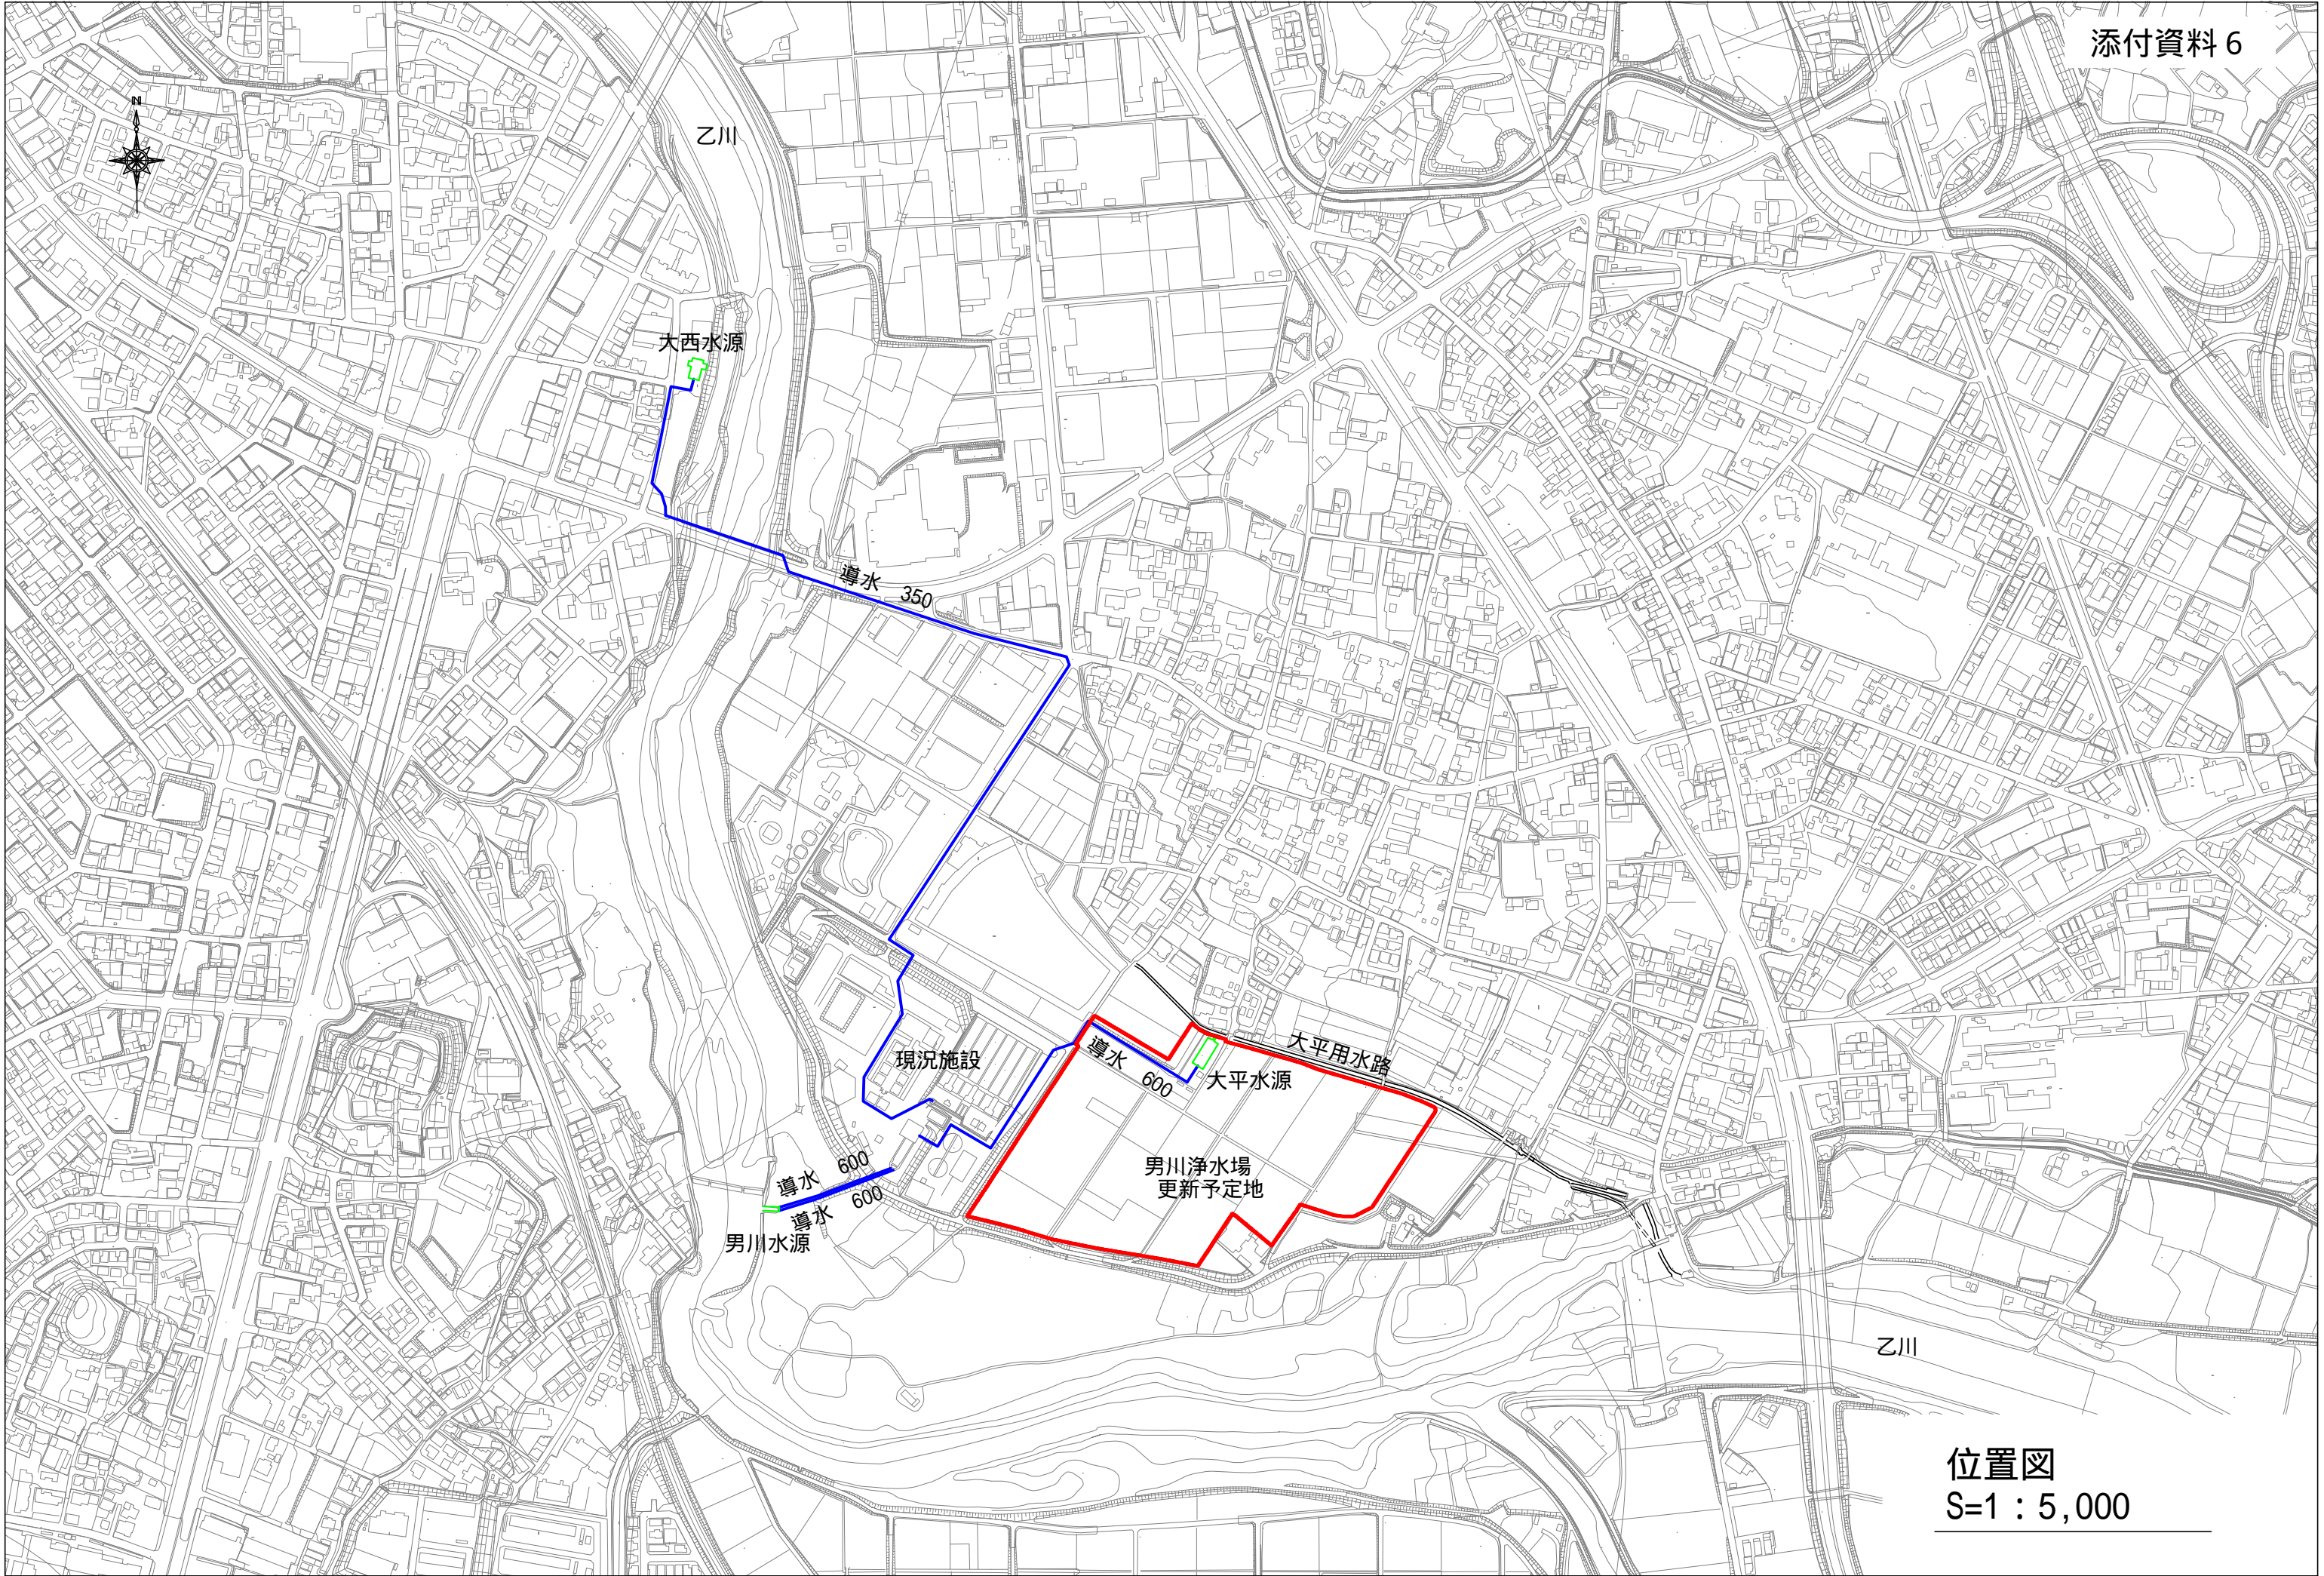 添付資料6
N
乙川
大西水源
導水 350
現況施設
導水 600
大平水源
大平用水路
男川浄水場
更新予定地
導水 600
導水 600
男川水源
乙川
位置図
S=1:5,000